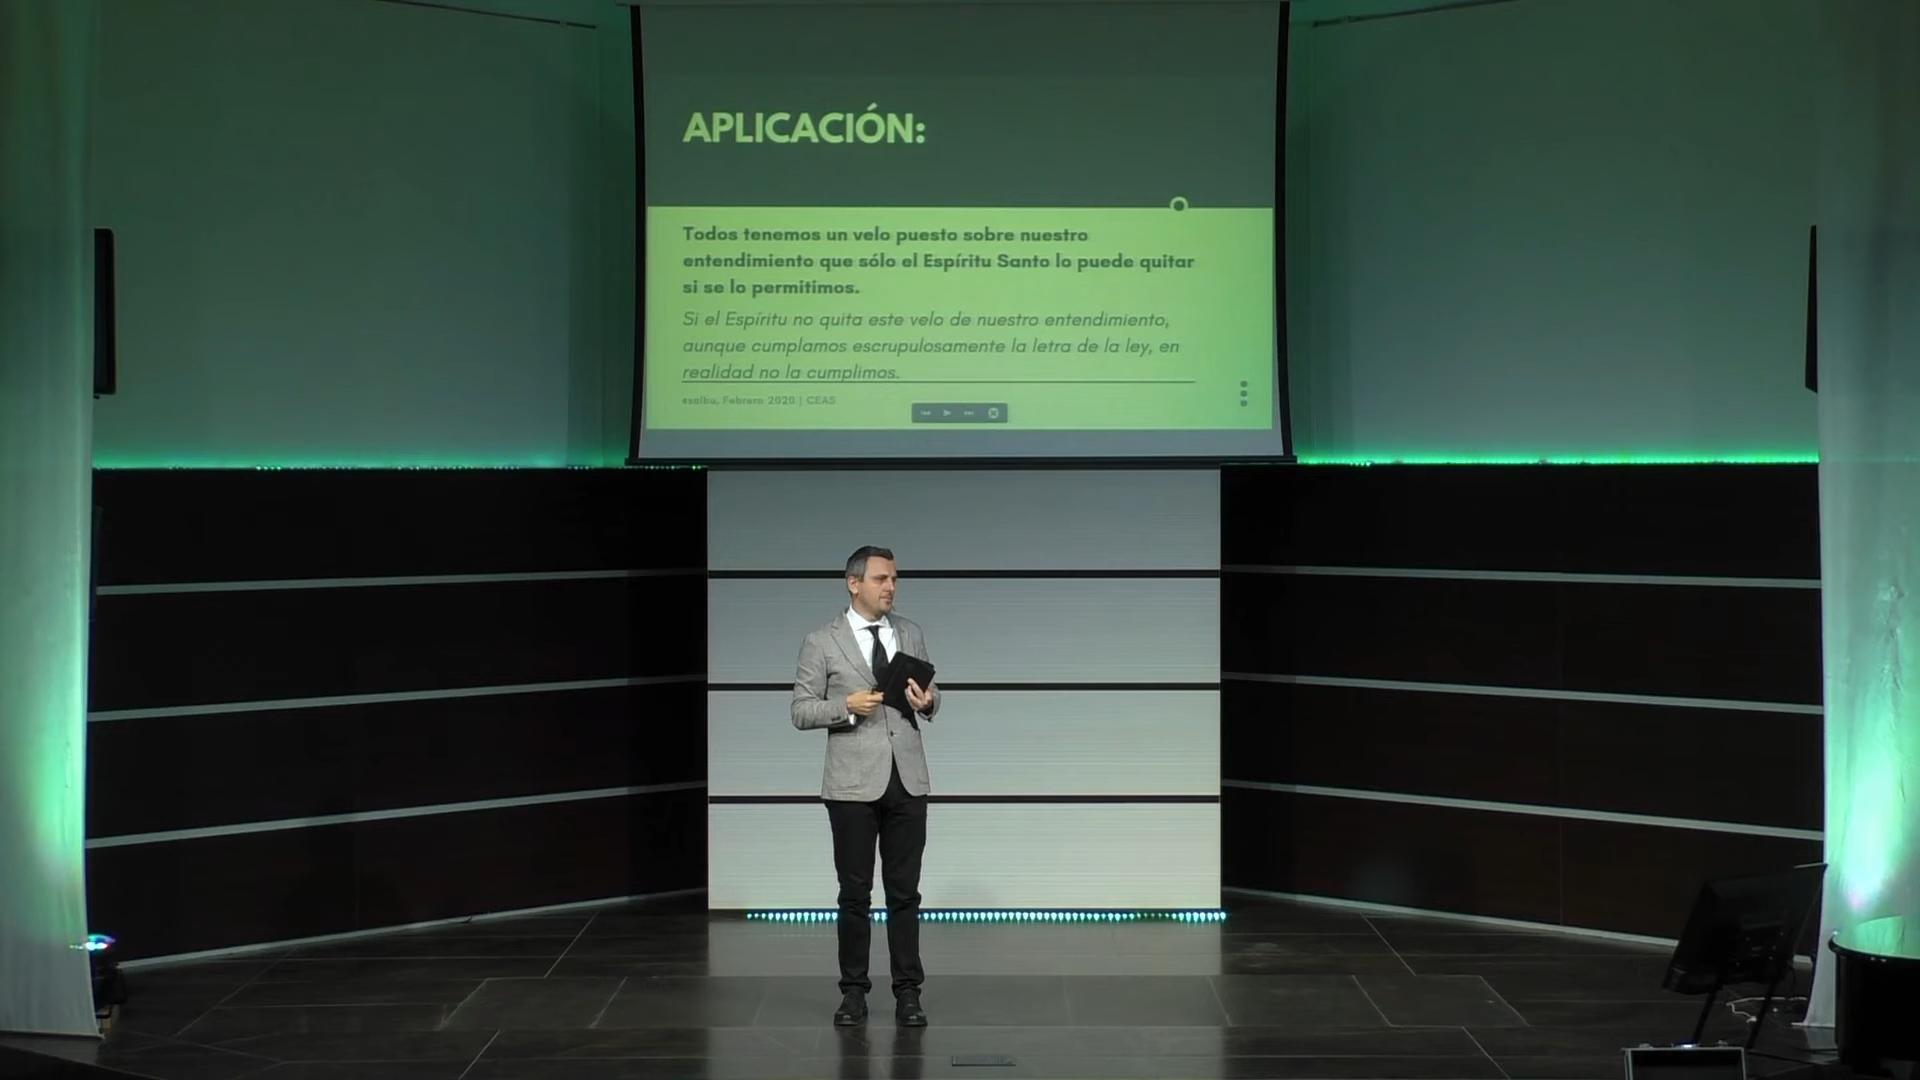 APLICACIÓN:
Todos tenemos un velo puesto sobre nuestro
entendimiento que sólo el Espíritu Santo lo puede quitar
si se lo permitimos.
Si el Espíritu no quita este velo de nuestro entendimiento,
aunque cumplamos escrupulosamente la letra de la ley, en
realidad no la cumplimos.
esalbu, Febrero 2020 | CEAS